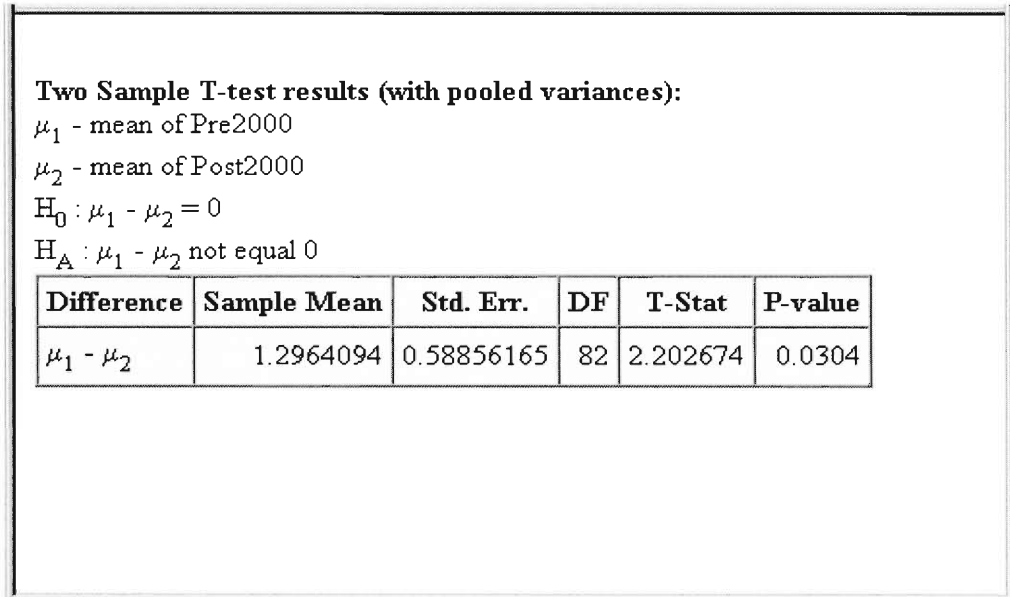 Two Sample T-test results (with pooled variances):
μ1 - mean of Pre2000
μ2 - mean of Post2000
H0 : μ1 - μ2 = 0
HA : μ1 - μ2 not equal 0
Difference Sample Mean Std. Err. DF T-Stat P-value
μ1 - μ2 1.2964094 0.58856165 82 2.202674 0.0304